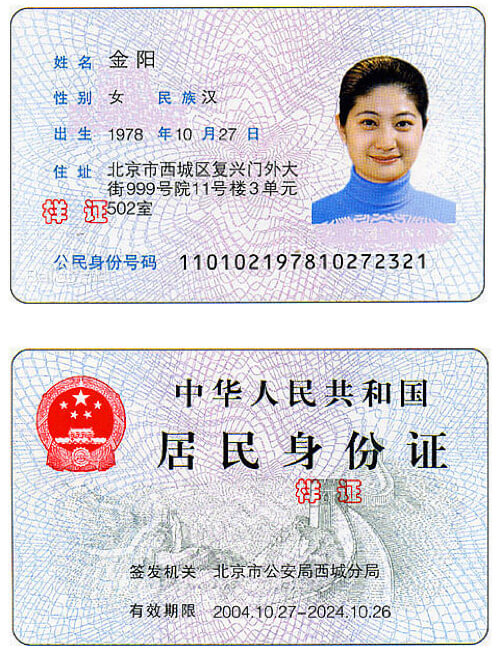 姓名 金阳
性别 女 民族 汉
出生 1978 年 10 月 27 日
住址 北京市西城区复兴门外大
街999号院11号楼3单元
样 证 502室
公民身份号码 110102197810272321
中华人民共和国
居民身份证
样 证
签发机关 北京市公安局西城分局
有效期限 2004.10.27-2024.10.26